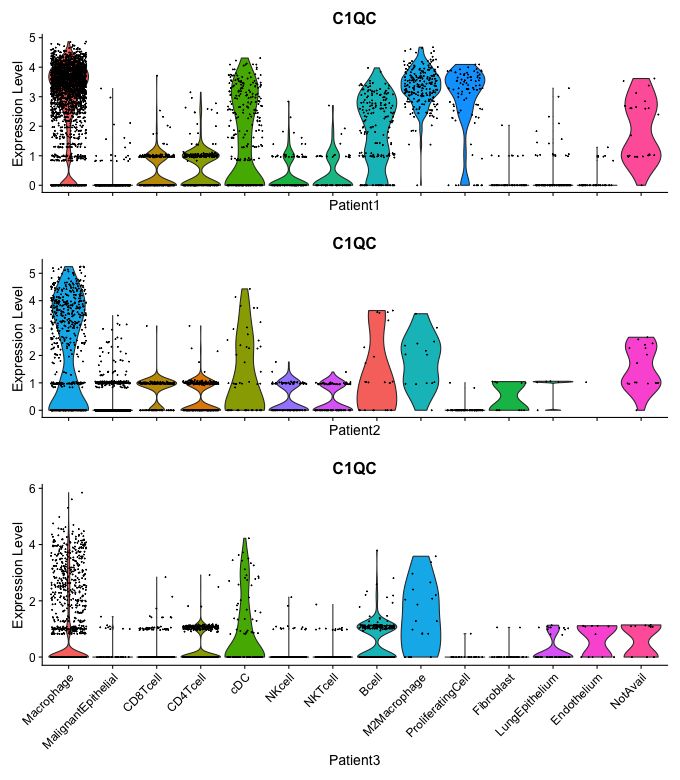 C1QC
Expression Level
5
4
3
2
1
0
Patient1
C1QC
Expression Level
5
4
3
2
1
0
Patient2
C1QC
Expression Level
6
4
2
0
Macrophage
MalignantEpithelial
CD8Tcell
CD4Tcell
cDC
NKcell
NKTcell
Bcell
M2Macrophage
ProliferatingCell
Fibroblast
LungEpithelium
Endothelium
NotAvail
Patient3